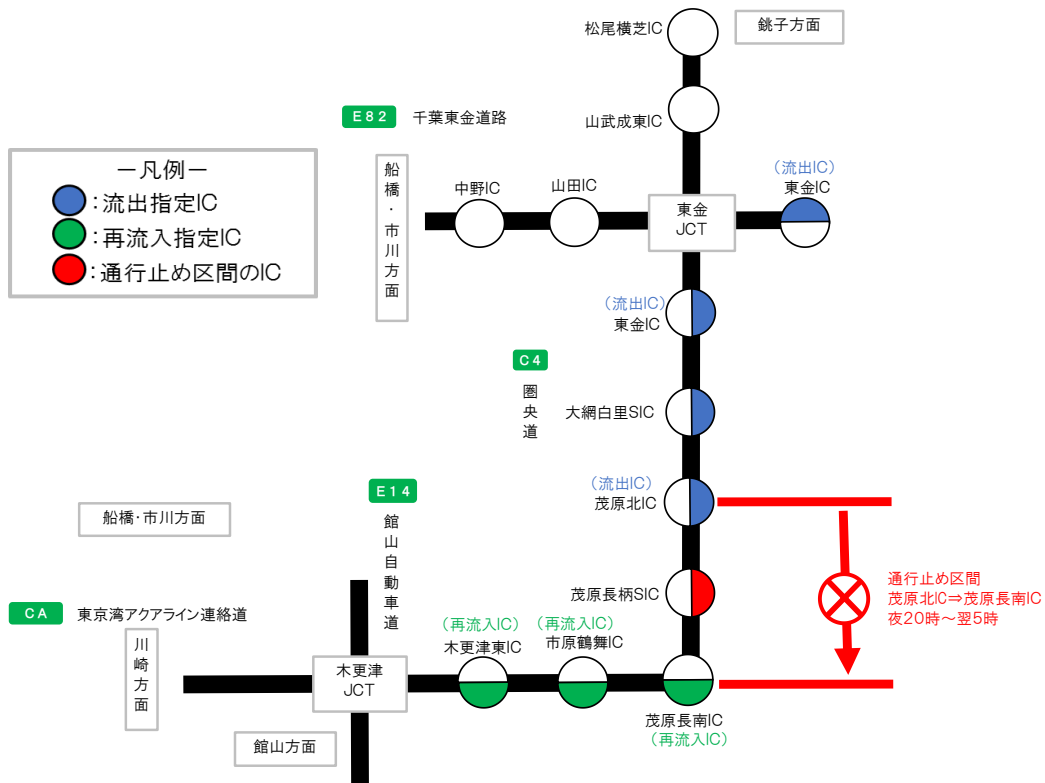 松尾横芝IC
銚子方面
E82
千葉東金道路
山武成東IC
－凡例－
：流出指定IC
：再流入指定IC
：通行止め区間のIC
船橋・市川方面
中野IC
山田IC
東金
JCT
（流出IC）
東金IC
（流出IC）
東金IC
C4
圏央道
大網白里SIC
（流出IC）
茂原北IC
E14
館山自動車道
船橋・市川方面
茂原長柄SIC
通行止め区間
茂原北IC⇒茂原長南IC
夜20時～翌5時
CA
東京湾アクアライン連絡道
川崎方面
木更津
JCT
（再流入IC）
木更津東IC
（再流入IC）
市原鶴舞IC
茂原長南IC
（再流入IC）
館山方面